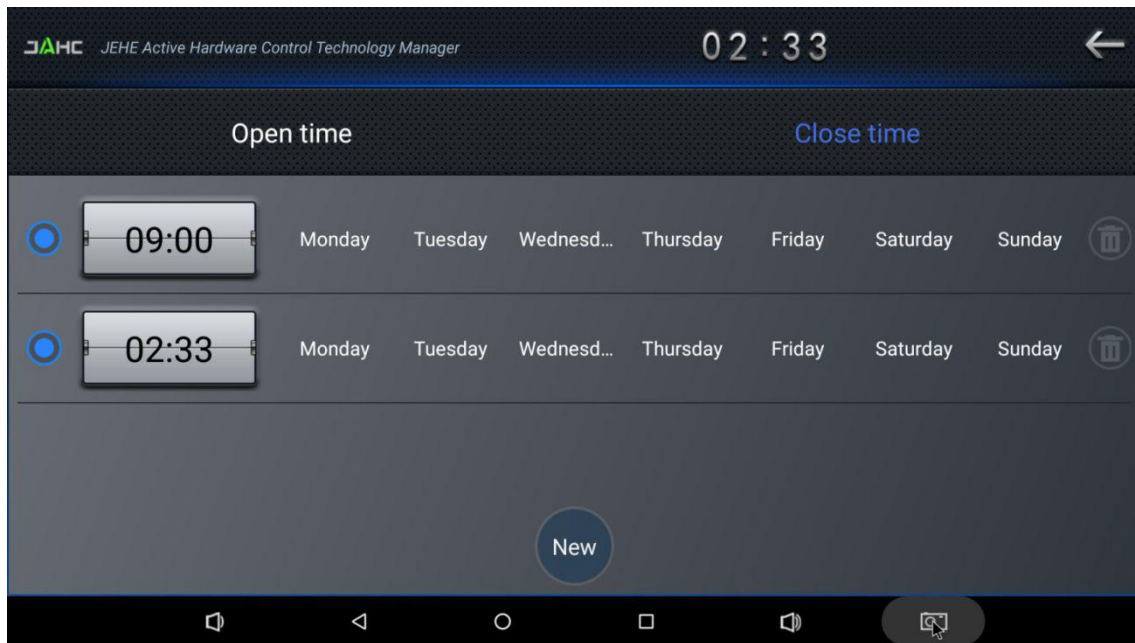 JAHC JEHE Active Hardware Control Technology Manager 02:33
Open time Close time
09:00 Monday Tuesday Wednesd... Thursday Friday Saturday Sunday
02:33 Monday Tuesday Wednesd... Thursday Friday Saturday Sunday
New